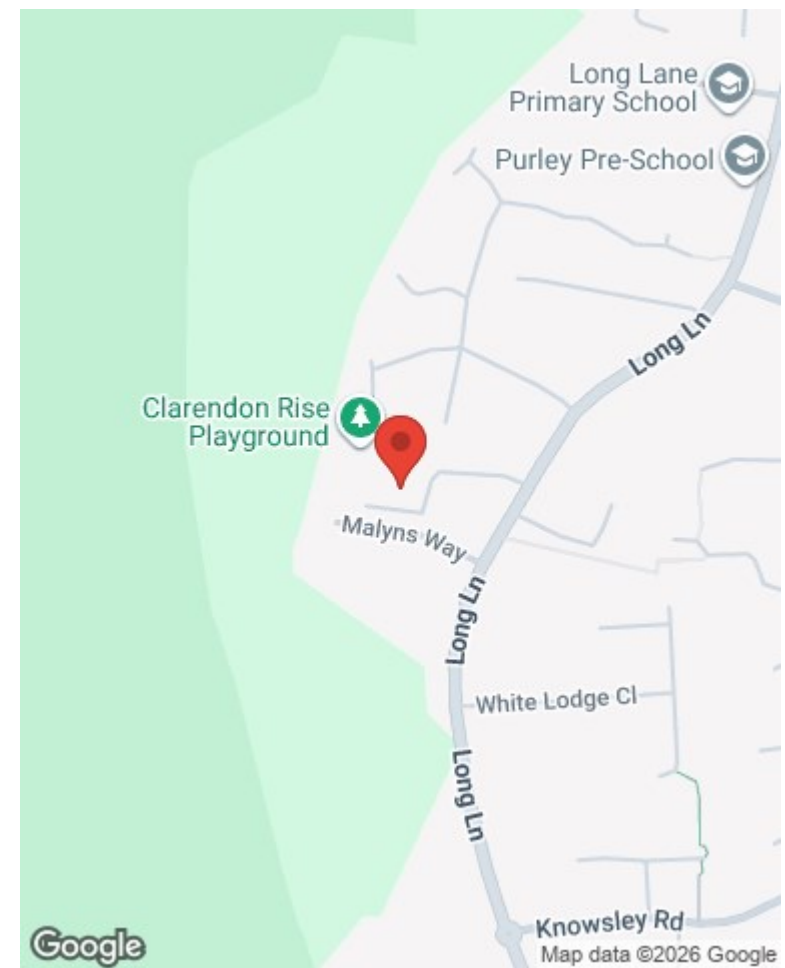 Long Lane
Primary School
Purley Pre-School
Long Ln
Clarendon Rise
Playground
Malyns Way
Long Ln
White Lodge Cl
Long Ln
Knowsley Rd
Google
Map data ©2026 Google